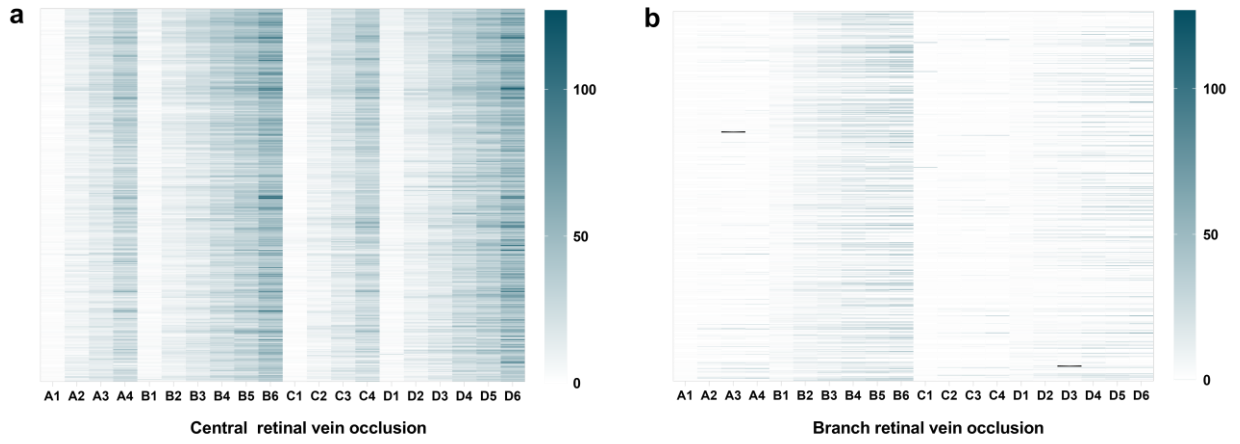 a
b
100
50
0
100
50
0
A1 A2 A3 A4 B1 B2 B3 B4 B5 B6 C1 C2 C3 C4 D1 D2 D3 D4 D5 D6
A1 A2 A3 A4 B1 B2 B3 B4 B5 B6 C1 C2 C3 C4 D1 D2 D3 D4 D5 D6
Central retinal vein occlusion
Branch retinal vein occlusion